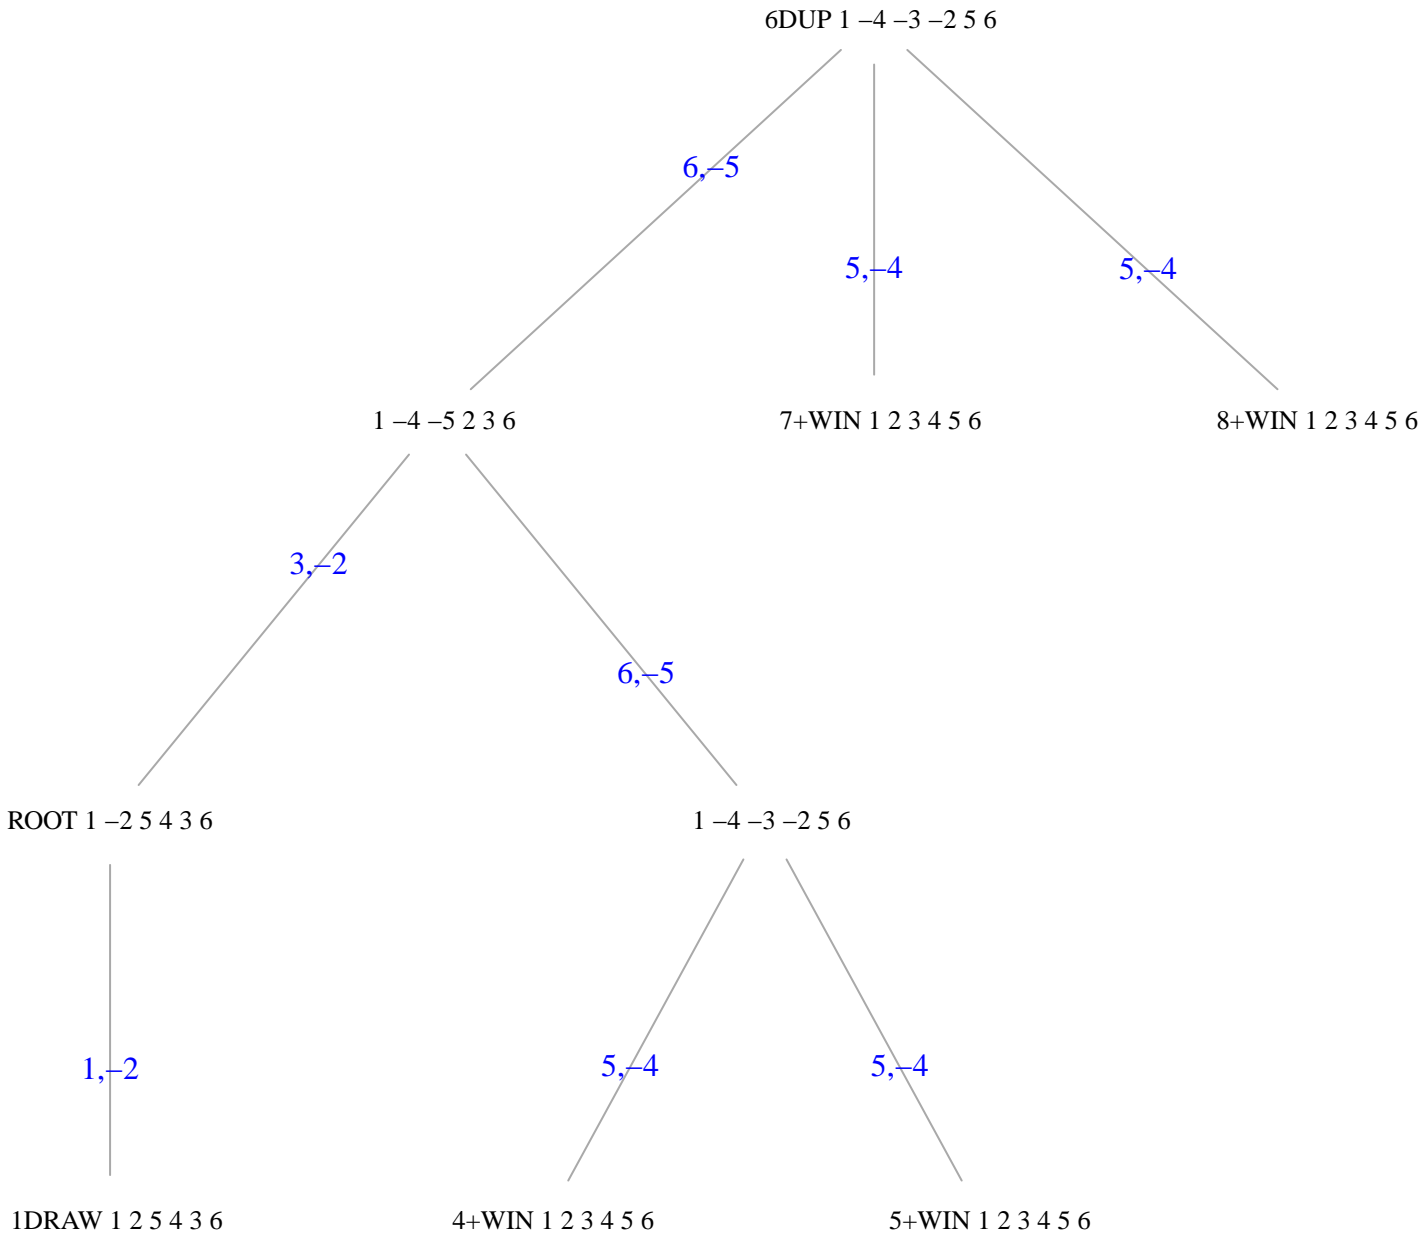 6DUP 1 –4 –3 –2 5 6
6,–5
5,–4
5,–4
1 –4 –5 2 3 6
7+WIN 1 2 3 4 5 6
8+WIN 1 2 3 4 5 6
3,–2
6,–5
ROOT 1 –2 5 4 3 6
1 –4 –3 –2 5 6
1,–2
5,–4
5,–4
1DRAW 1 2 5 4 3 6
4+WIN 1 2 3 4 5 6
5+WIN 1 2 3 4 5 6